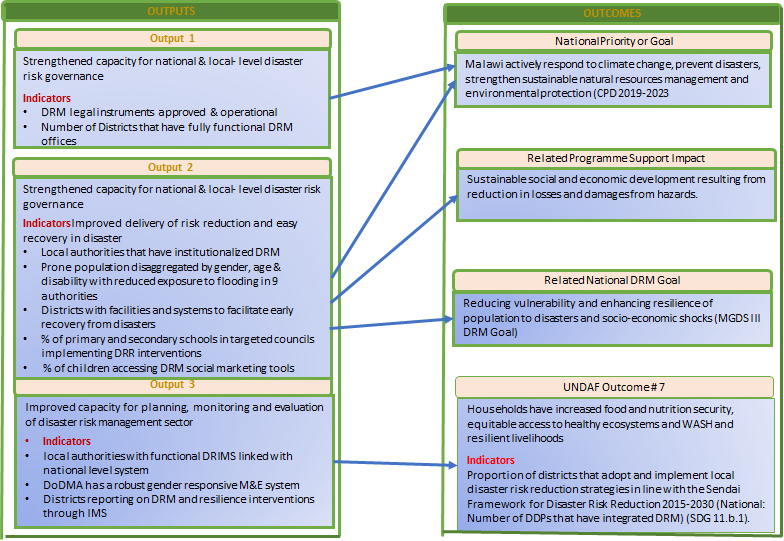 OUTPUTS
Output 1
Strengthened capacity for national & local- level disaster
risk governance
Indicators
• DRM legal instruments approved & operational
• Number of Districts that have fully functional DRM
offices
Output 2
Strengthened capacity for national & local- level disaster risk
governance
Indicators Improved delivery of risk reduction and easy
recovery in disaster
• Local authorities that have institutionalized DRM
• Prone population disaggregated by gender, age &
disability with reduced exposure to flooding in 9
authorities
• Districts with facilities and systems to facilitate early
recovery from disasters
• % of primary and secondary schools in targeted councils
implementing DRR interventions
• % of children accessing DRM social marketing tools
Output 3
Improved capacity for planning, monitoring and evaluation
of disaster risk management sector
• Indicators
• local authorities with functional DRIMS linked with
national level system
• DoDMA has a robust gender responsive M&E system
• Districts reporting on DRM and resilience interventions
through IMS
OUTCOMES
National Priority or Goal
Malawi actively respond to climate change, prevent disasters,
strengthen sustainable natural resources management and
environmental protection (CPD 2019-2023
Related Programme Support Impact
Sustainable social and economic development resulting from
reduction in losses and damages from hazards.
Related National DRM Goal
Reducing vulnerability and enhancing resilience of
population to disasters and socio-economic shocks (MGDS III
DRM Goal)
UNDAF Outcome # 7
Households have increased food and nutrition security,
equitable access to healthy ecosystems and WASH and
resilient livelihoods
Indicators
Proportion of districts that adopt and implement local
disaster risk reduction strategies in line with the Sendai
Framework for Disaster Risk Reduction 2015-2030 (National:
Number of DDPs that have integrated DRM) (SDG 11.b.1).